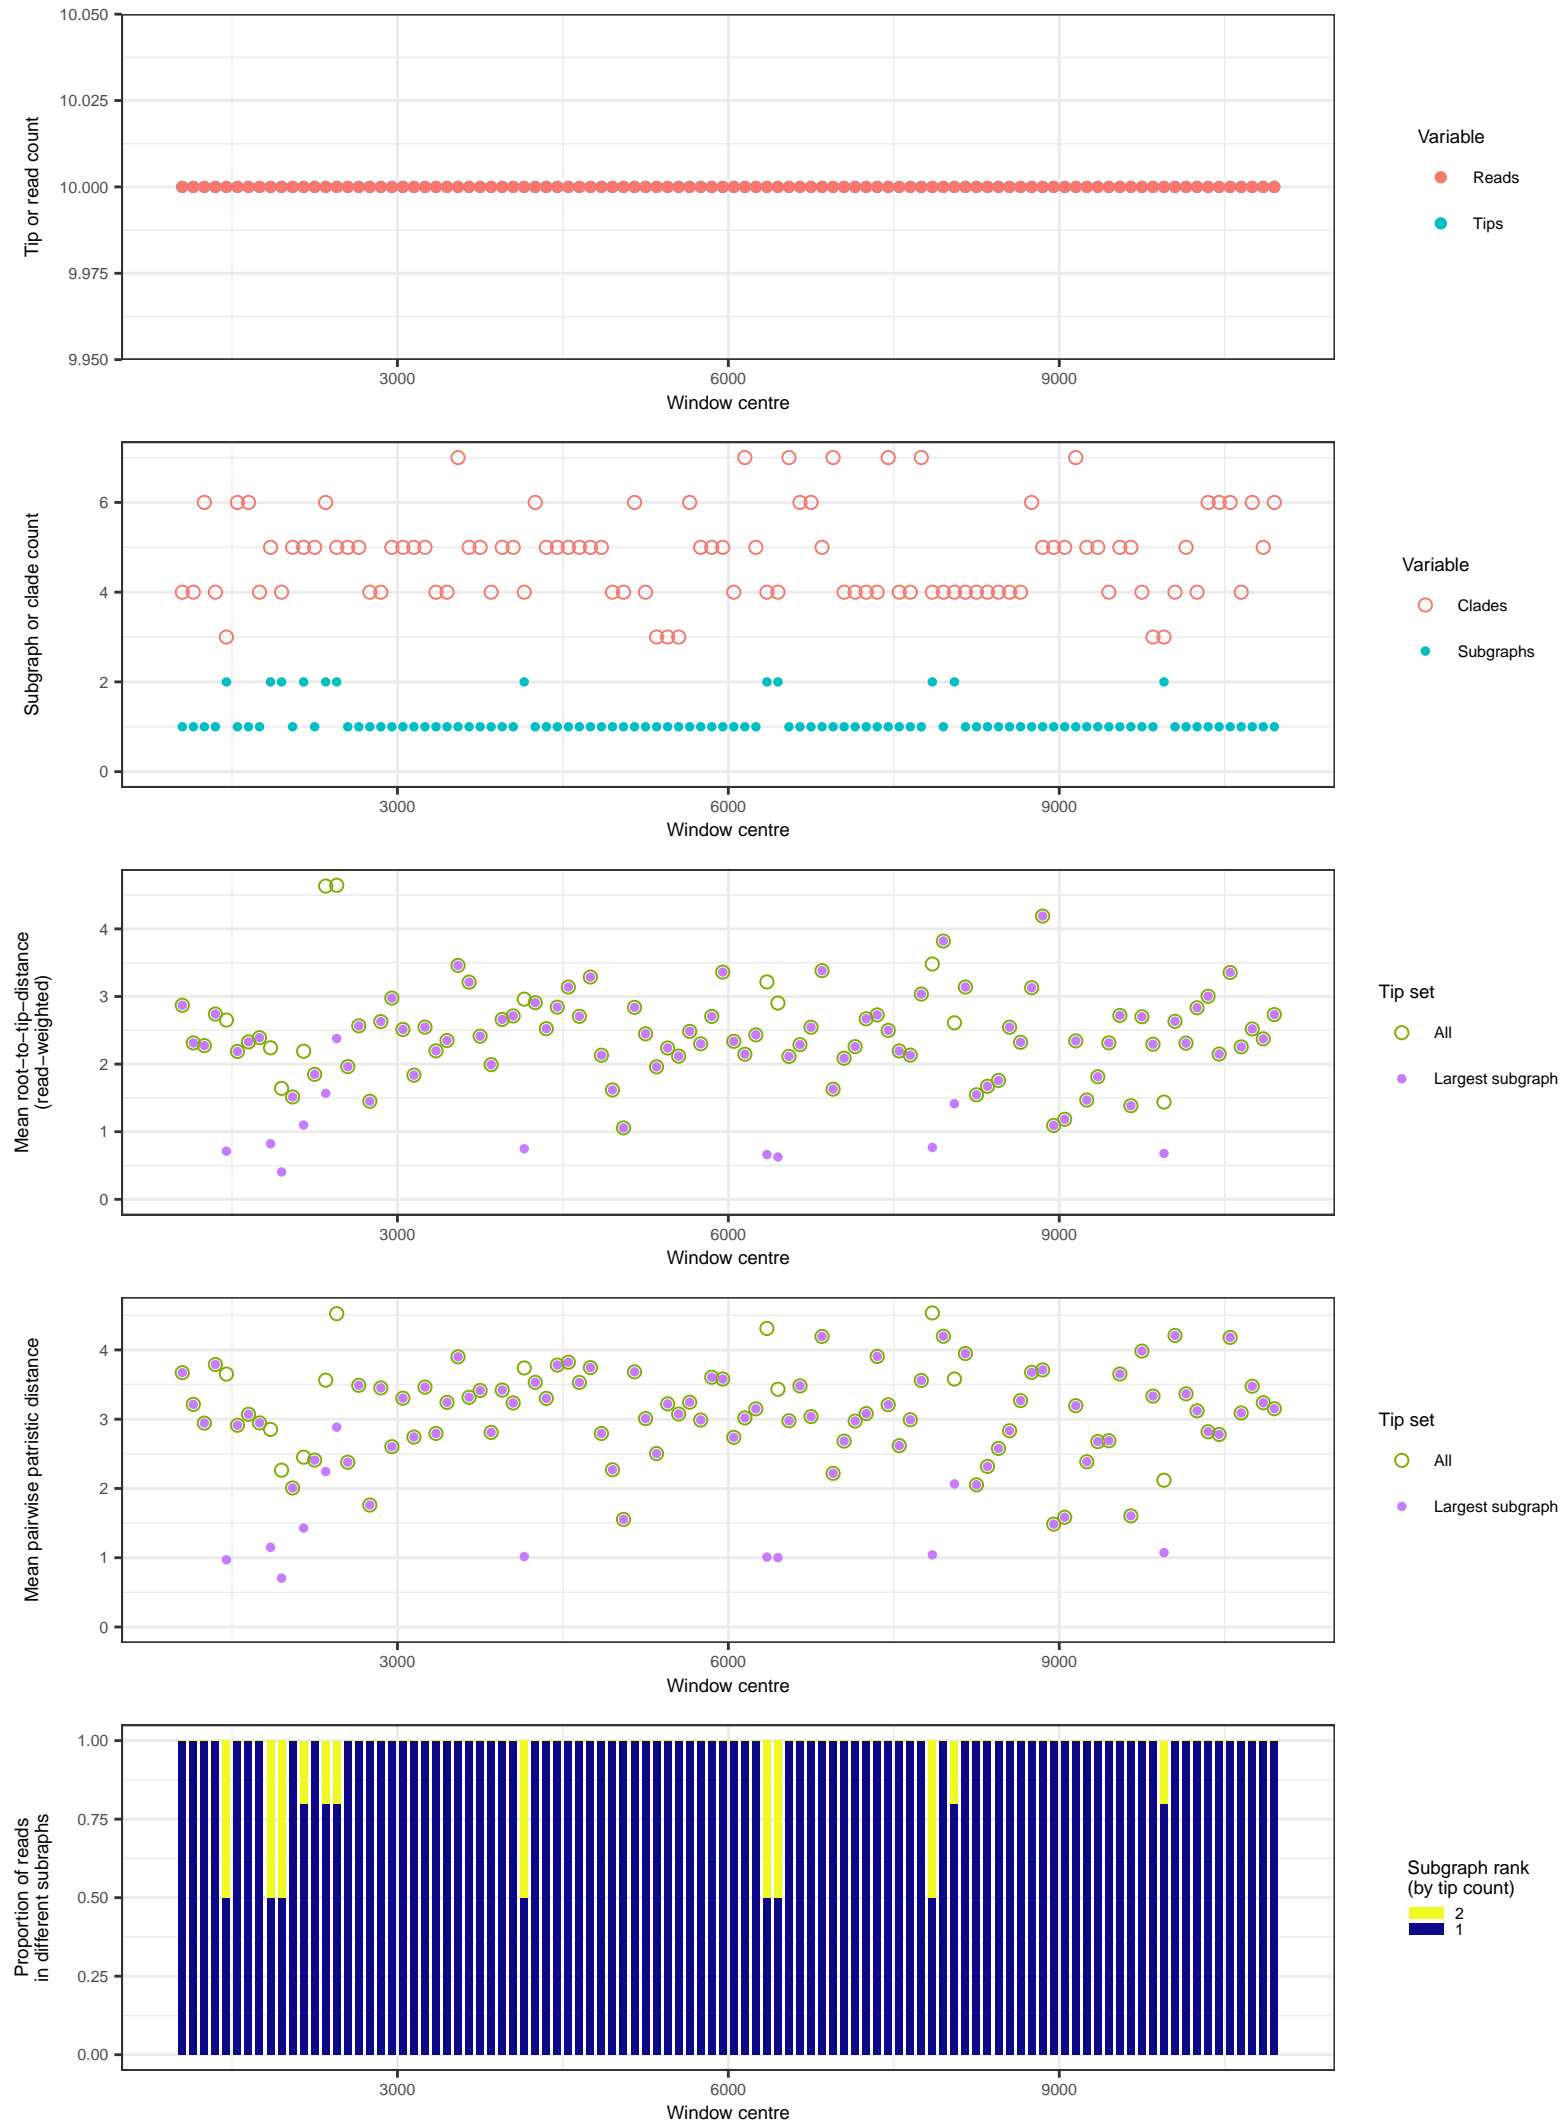 10.050
10.025
10.000
9.975
9.950
Tip or read count
3000 6000 9000
Window centre
Variable
Reads
Tips
6
4
2
0
Subgraph or clade count
3000 6000 9000
Window centre
Variable
Clades
Subgraphs
4
3
2
1
0
Mean root−to−tip−distance
(read−weighted)
3000 6000 9000
Window centre
Tip set
All
Largest subgraph
4
3
2
1
0
Mean pairwise patristic distance
3000 6000 9000
Window centre
Tip set
All
Largest subgraph
1.00
0.75
0.50
0.25
0.00
Proportion of reads
in different subraphs
3000 6000 9000
Window centre
Subgraph rank
(by tip count)
2
1